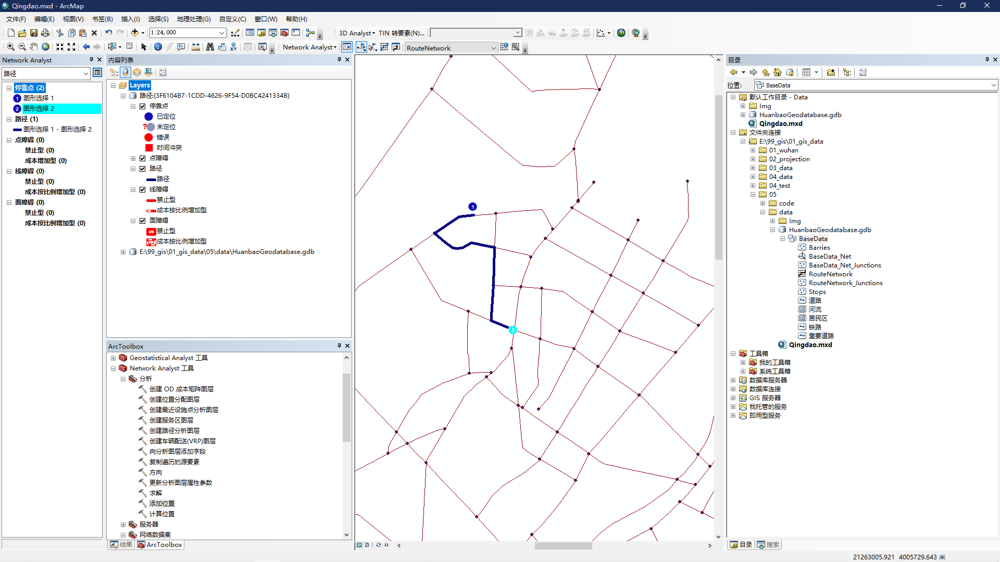 Qingdao.mxd - ArcMap
文件(F) 编辑(E) 视图(V) 书签(B) 插入(I) 选择(S) 地理处理(G) 自定义(C) 窗口(W) 帮助(H)
1:24,000
3D Analyst TIN 转要素(N)...
Network Analyst
RouteNetwork
Network Analyst
路径
停靠点 (2)
1 图形选择 1
2 图形选择 2
路径 (1)
图形选择 1 - 图形选择 2
点障碍 (0)
禁止型 (0)
成本增加型 (0)
线障碍 (0)
禁止型 (0)
成本按比例增加型 (0)
面障碍 (0)
禁止型 (0)
成本按比例增加型 (0)
内容列表
Layers
路径:{3F6104B7-1CDD-4626-9F54-D0BC4241334B}
停靠点
已定位
? 未定位
错误
时间冲突
点障碍
路径
路径
线障碍
禁止型
成本按比例增加型
面障碍
禁止型
成本按比例增加型
E:\99_gis\01_gis_data\05\data\HuanbaoGeodatabase.gdb
ArcToolbox
Geostatistical Analyst 工具
Network Analyst 工具
分析
创建 OD 成本矩阵图层
创建位置分配图层
创建最近设施点分析图层
创建服务区图层
创建路径分析图层
创建车辆配送(VRP)图层
向分析图层添加字段
复制遍历的源要素
方向
更新分析图层属性参数
求解
添加位置
计算位置
服务器
网络数据集
结果 ArcToolbox
1
2
目录
位置: BaseData
默认工作目录 - Data
Img
HuanbaoGeodatabase.gdb
Qingdao.mxd
文件夹连接
E:\99_gis\01_gis_data
01_wuhan
02_projection
03_data
04_data
04_test
05
code
data
Img
HuanbaoGeodatabase.gdb
BaseData
Barries
BaseData_Net
BaseData_Net_Junctions
RouteNetwork
RouteNetwork_Junctions
Stops
道路
河流
居民区
铁路
重要道路
Qingdao.mxd
工具箱
我的工具箱
系统工具箱
数据库服务器
数据库连接
GIS 服务器
我托管的服务
即用型服务
目录 搜索
21263005.921 4005729.643 米